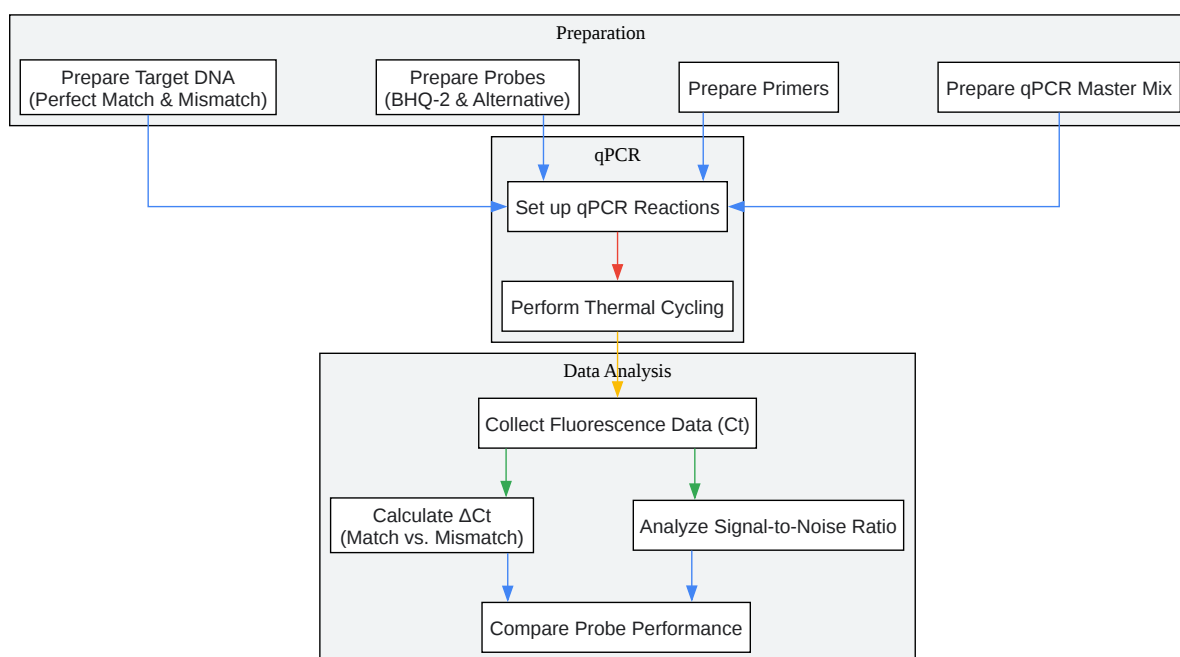 Preparation
Prepare Target DNA
(Perfect Match & Mismatch)
Prepare Probes
(BHQ-2 & Alternative)
Prepare Primers
Prepare qPCR Master Mix
qPCR
Set up qPCR Reactions
Perform Thermal Cycling
Data Analysis
Collect Fluorescence Data (Ct)
Calculate ΔCt
(Match vs. Mismatch)
Analyze Signal-to-Noise Ratio
Compare Probe Performance